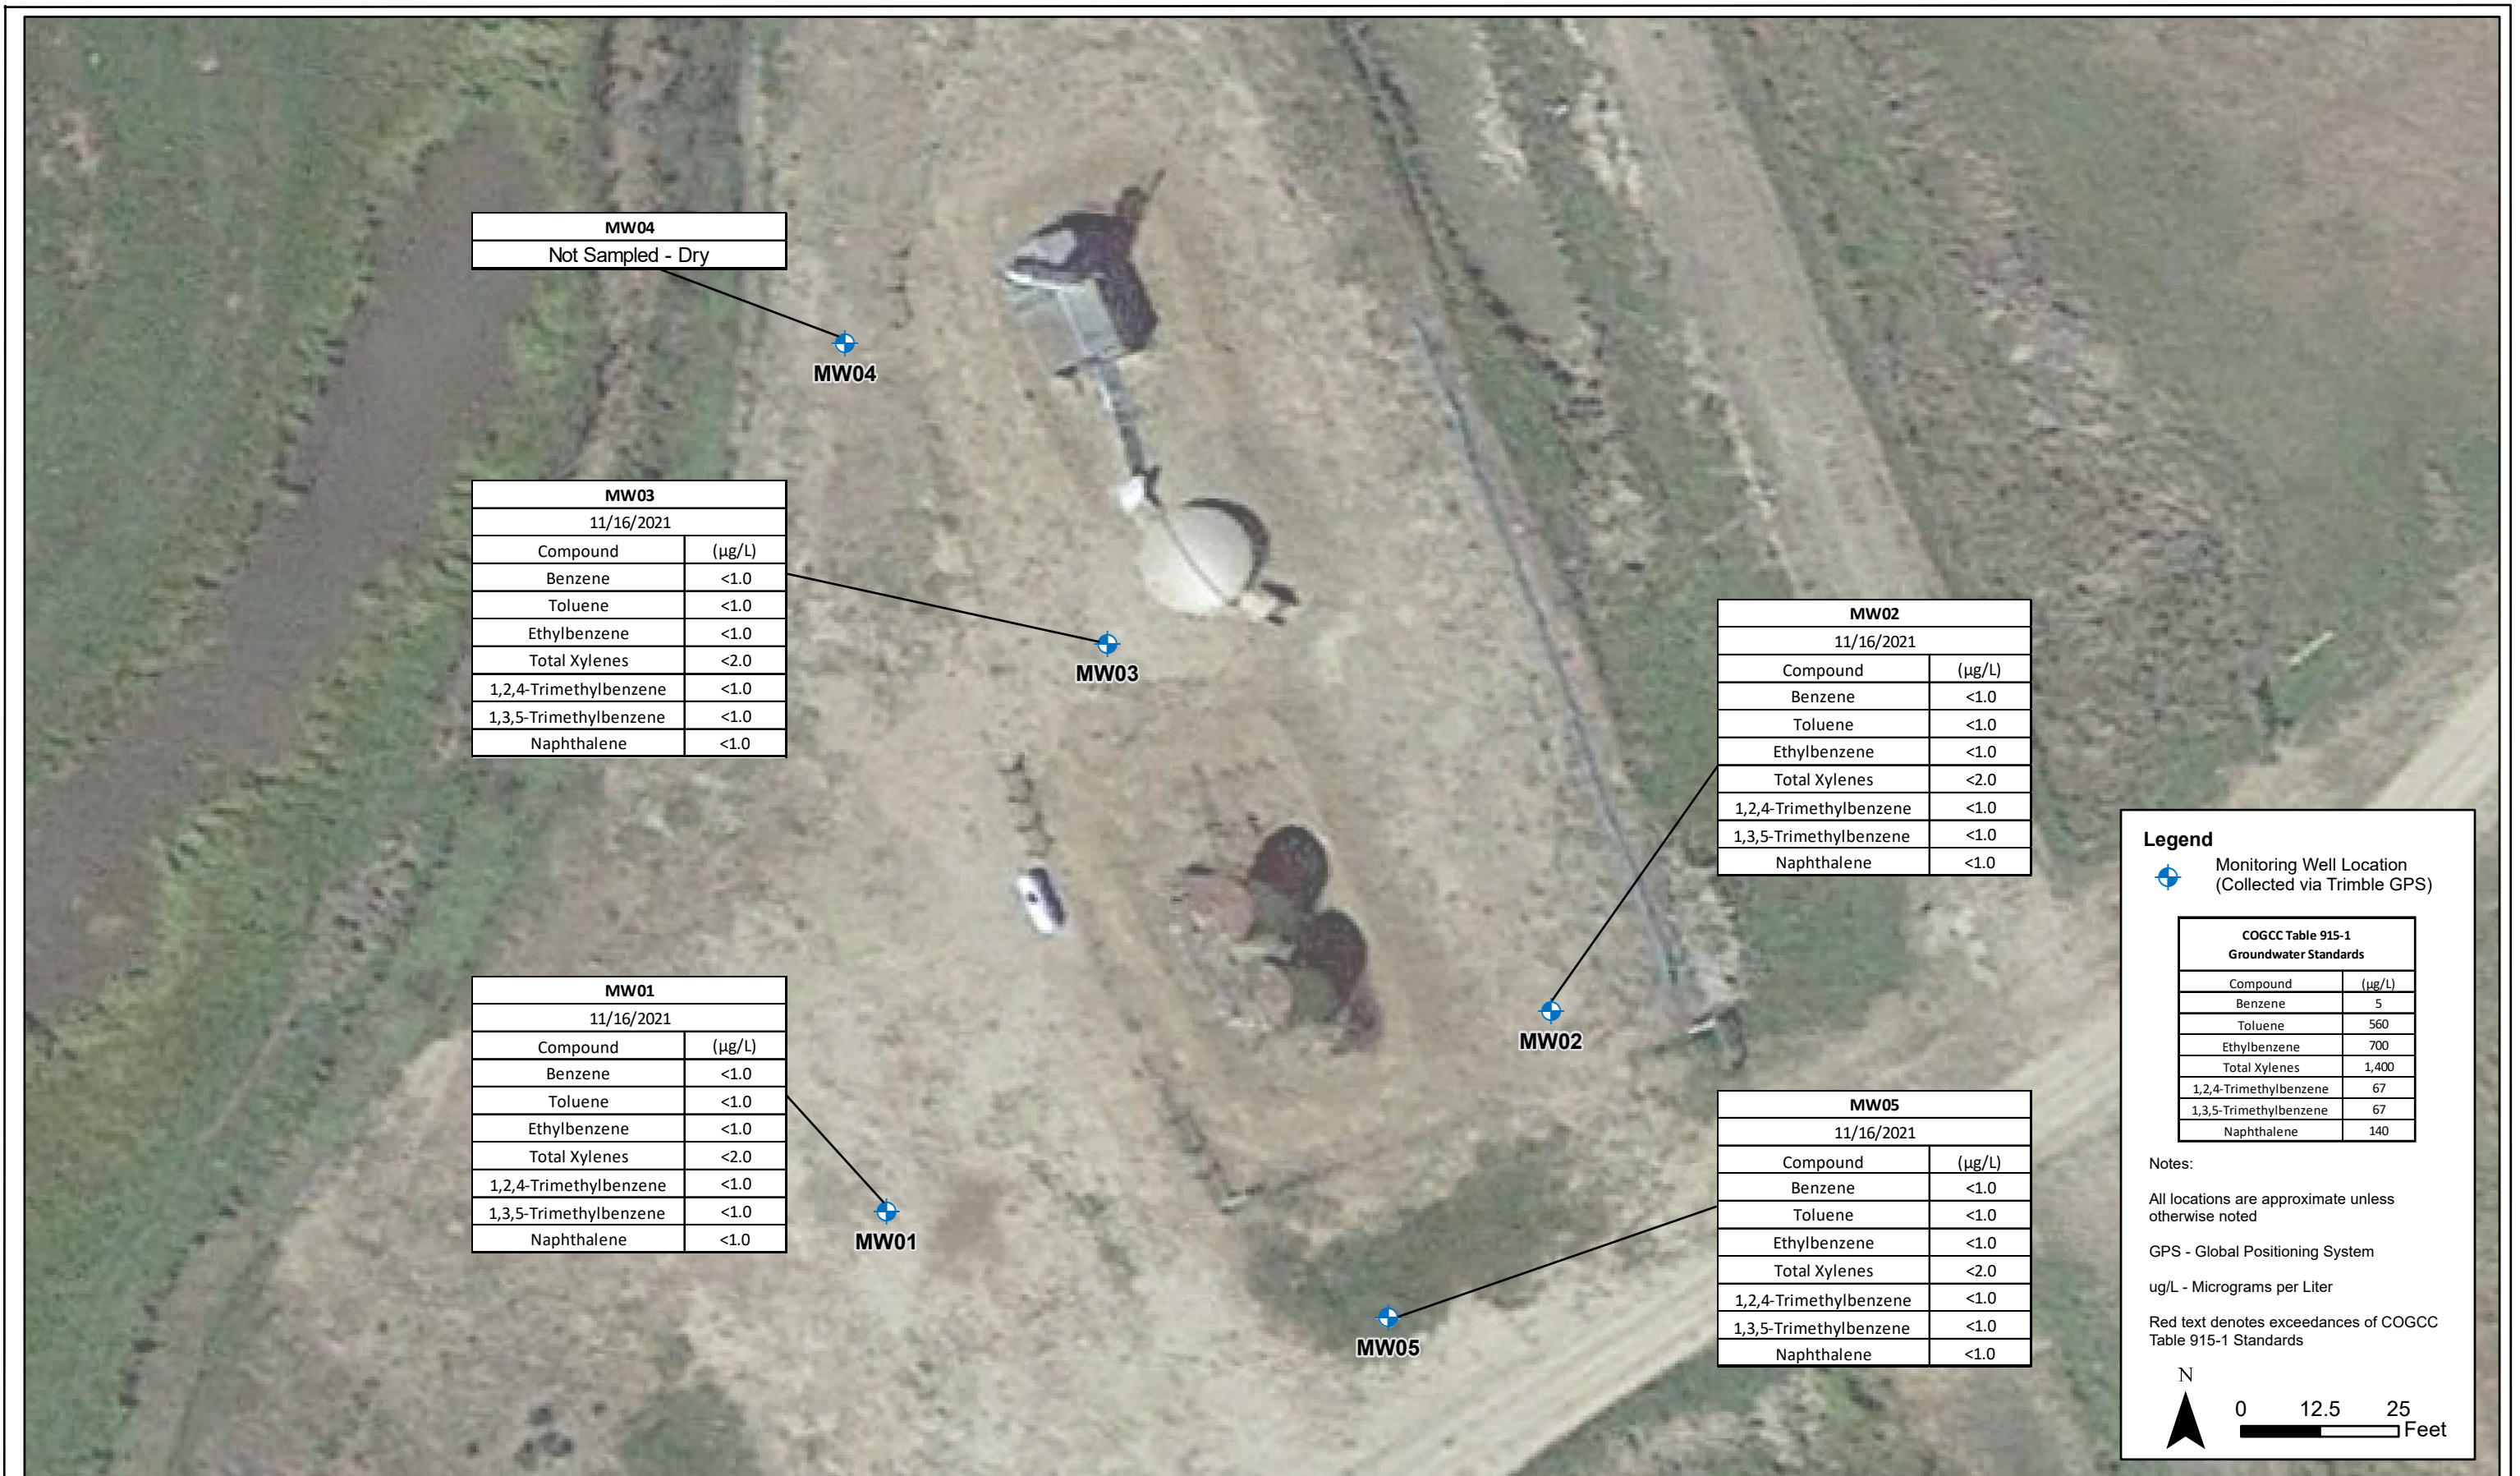 MW04
Not Sampled - Dry
MW04
MW03
11/16/2021
Compound (µg/L)
Benzene <1.0
Toluene <1.0
Ethylbenzene <1.0
Total Xylenes <2.0
1,2,4-Trimethylbenzene <1.0
1,3,5-Trimethylbenzene <1.0
Naphthalene <1.0
MW03
MW02
11/16/2021
Compound (µg/L)
Benzene <1.0
Toluene <1.0
Ethylbenzene <1.0
Total Xylenes <2.0
1,2,4-Trimethylbenzene <1.0
1,3,5-Trimethylbenzene <1.0
Naphthalene <1.0
MW02
MW01
11/16/2021
Compound (µg/L)
Benzene <1.0
Toluene <1.0
Ethylbenzene <1.0
Total Xylenes <2.0
1,2,4-Trimethylbenzene <1.0
1,3,5-Trimethylbenzene <1.0
Naphthalene <1.0
MW01
MW05
11/16/2021
Compound (µg/L)
Benzene <1.0
Toluene <1.0
Ethylbenzene <1.0
Total Xylenes <2.0
1,2,4-Trimethylbenzene <1.0
1,3,5-Trimethylbenzene <1.0
Naphthalene <1.0
MW05
Legend
Monitoring Well Location
(Collected via Trimble GPS)
COGCC Table 915-1
Groundwater Standards
Compound (µg/L)
Benzene 5
Toluene 560
Ethylbenzene 700
Total Xylenes 1,400
1,2,4-Trimethylbenzene 67
1,3,5-Trimethylbenzene 67
Naphthalene 140
Notes:
All locations are approximate unless
otherwise noted
GPS - Global Positioning System
ug/L - Micrograms per Liter
Red text denotes exceedances of COGCC
Table 915-1 Standards
N
0 12.5 25
Feet